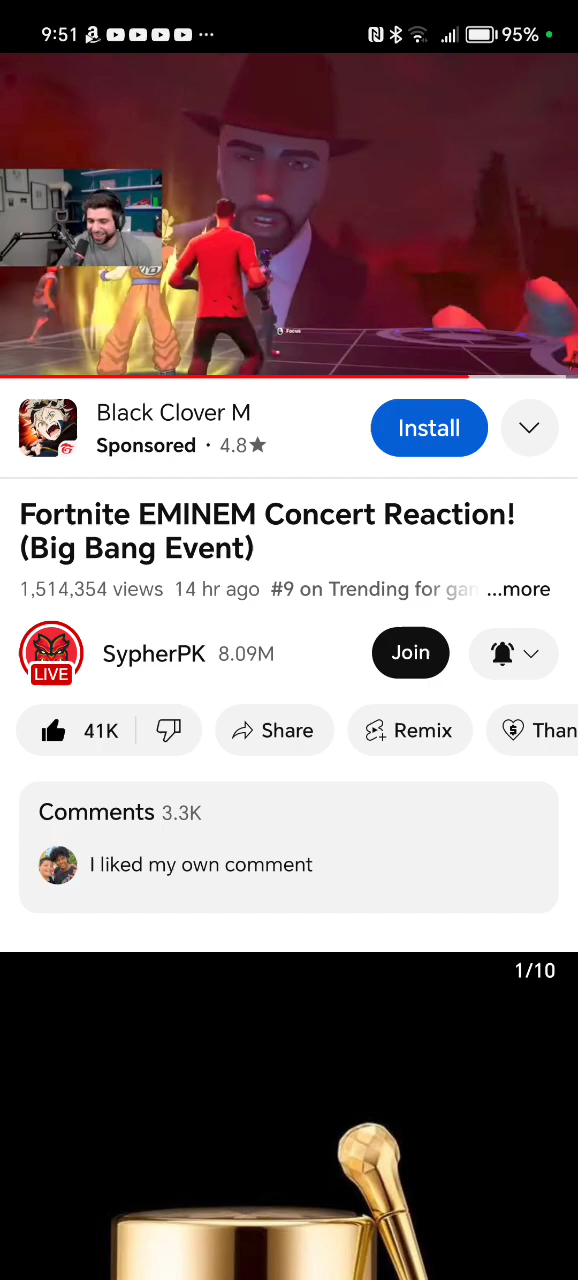 9:51
95%
Focus
Black Clover M
Sponsored · 4.8★
Install
Fortnite EMINEM Concert Reaction!
(Big Bang Event)
1,514,354 views 14 hr ago #9 on Trending for gan ...more
LIVE
SypherPK 8.09M
Join
41K
Share
Remix
Than
Comments 3.3K
I liked my own comment
1/10